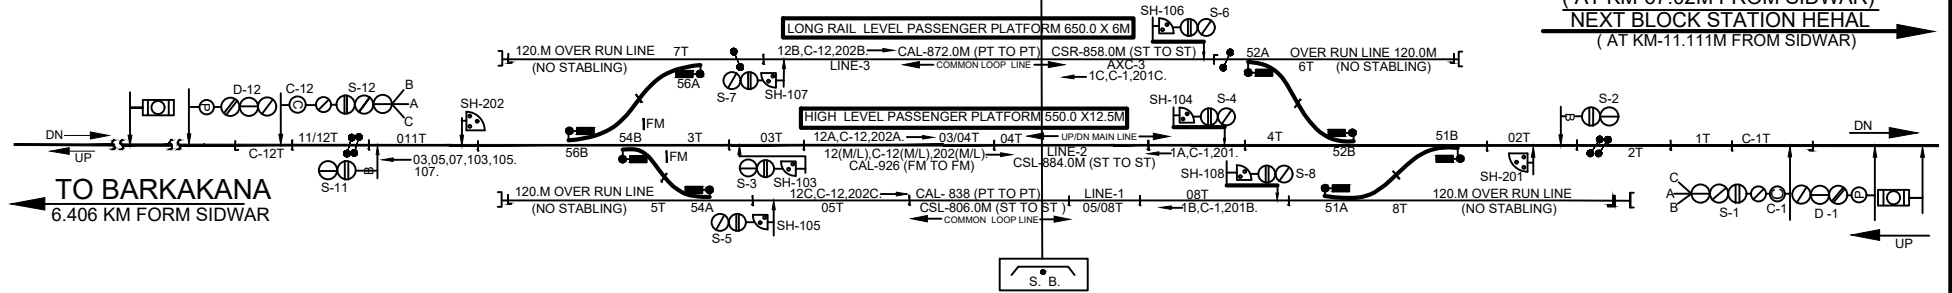 ( AT KM-07.02M FROM SIDWAR)
NEXT BLOCK STATION HEHAL
( AT KM-11.111M FROM SIDWAR)
SH-106
S-6
LONG RAIL LEVEL PASSENGER PLATFORM 650.0 X 6M
120.M OVER RUN LINE
7T
12B,C-12,202B.
CAL-872.0M (PT TO PT)
CSR-858.0M (ST TO ST)
52A
OVER RUN LINE 120.0M
(NO STABLING)
LINE-3
COMMON LOOP LINE
AXC-3
6T
(NO STABLING)
56A
S-7
SH-107
1C,C-1,201C.
D-12
C-12
S-12
B
A
C
P
C
SH-202
SH-104
S-4
S-2
HIGH LEVEL PASSENGER PLATFORM 550.0 X12.5M
1FM
DN
UP
11/12T
011T
54B
3T
03T
12A,C-12,202A.
03/04T
04T
UP/DN MAIN LINE
4T
51B
02T
B
1T
C-1T
DN
C-12T
56B
1FM
12(M/L),C-12(M/L),202(M/L).
LINE-2
1A,C-1,201.
52B
2T
S-11
B
03,05,07,103,105.
107.
CAL-926 (FM TO FM)
CSL-884.0M (ST TO ST)
S-3
SH-103
SH-108
S-8
SH-201
TO BARKAKANA
6.406 KM FORM SIDWAR
120.M OVER RUN LINE
12C,C-12,202C.
CAL- 838 (PT TO PT)
LINE-1
08T
120.M OVER RUN LINE
(NO STABLING)
5T
54A
05T
CSL-806.0M (ST TO ST )
05/08T
1B,C-1,201B.
51A
8T
(NO STABLING)
COMMON LOOP LINE
S-5
SH-105
C
A
B
S-1
C-1
D -1
P
UP
S. B.